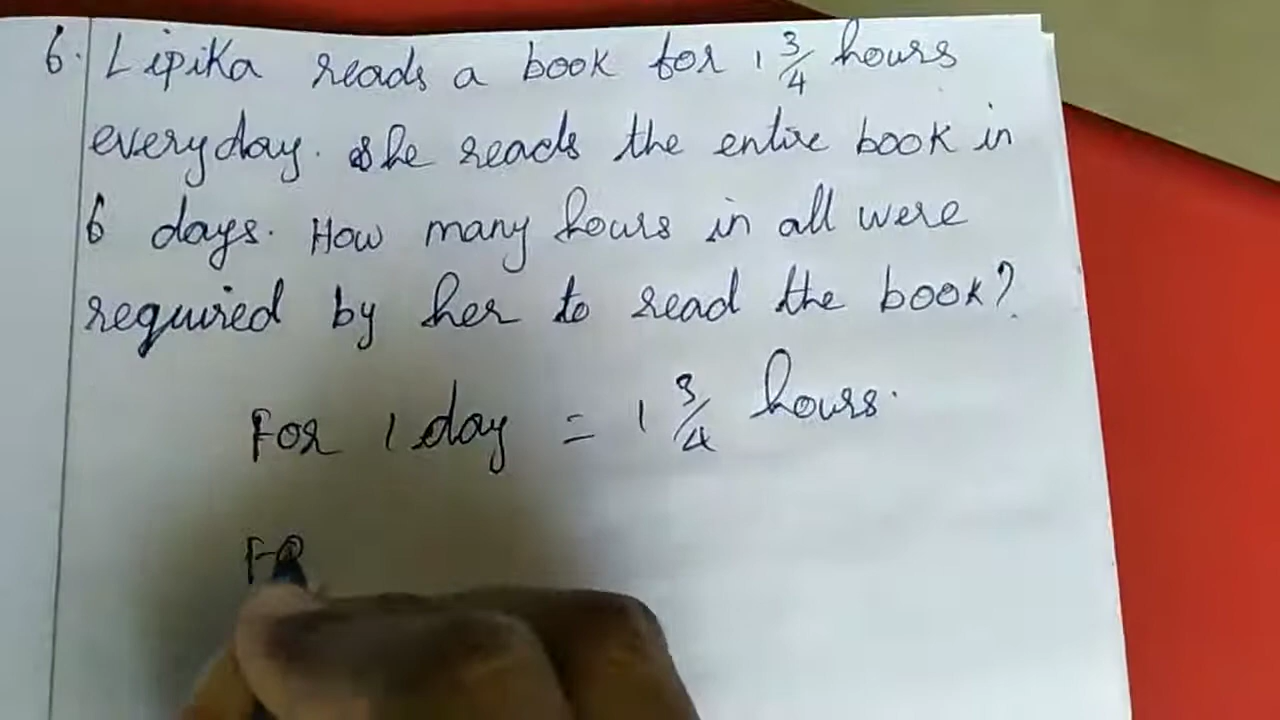 6. Lipika reads a book for 1 3/4 hours
everyday. She reads the entire book in
6 days. How many hours in all were
required by her to read the book?
For 1 day = 1 3/4 hours.
Fo